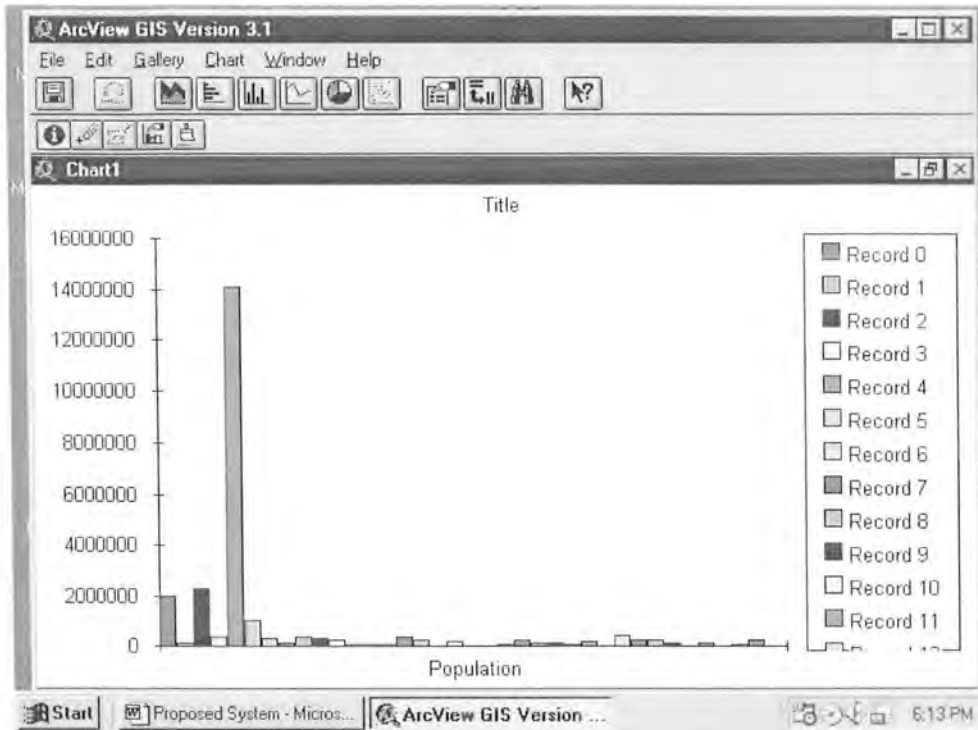 ArcView GIS Version 3.1
File Edit Gallery Chart Window Help
Chart1
Title
16000000
14000000
12000000
10000000
8000000
6000000
4000000
2000000
0
Population
Record 0
Record 1
Record 2
Record 3
Record 4
Record 5
Record 6
Record 7
Record 8
Record 9
Record 10
Record 11
Start
Proposed System - Micros...
ArcView GIS Version ...
6:13 PM